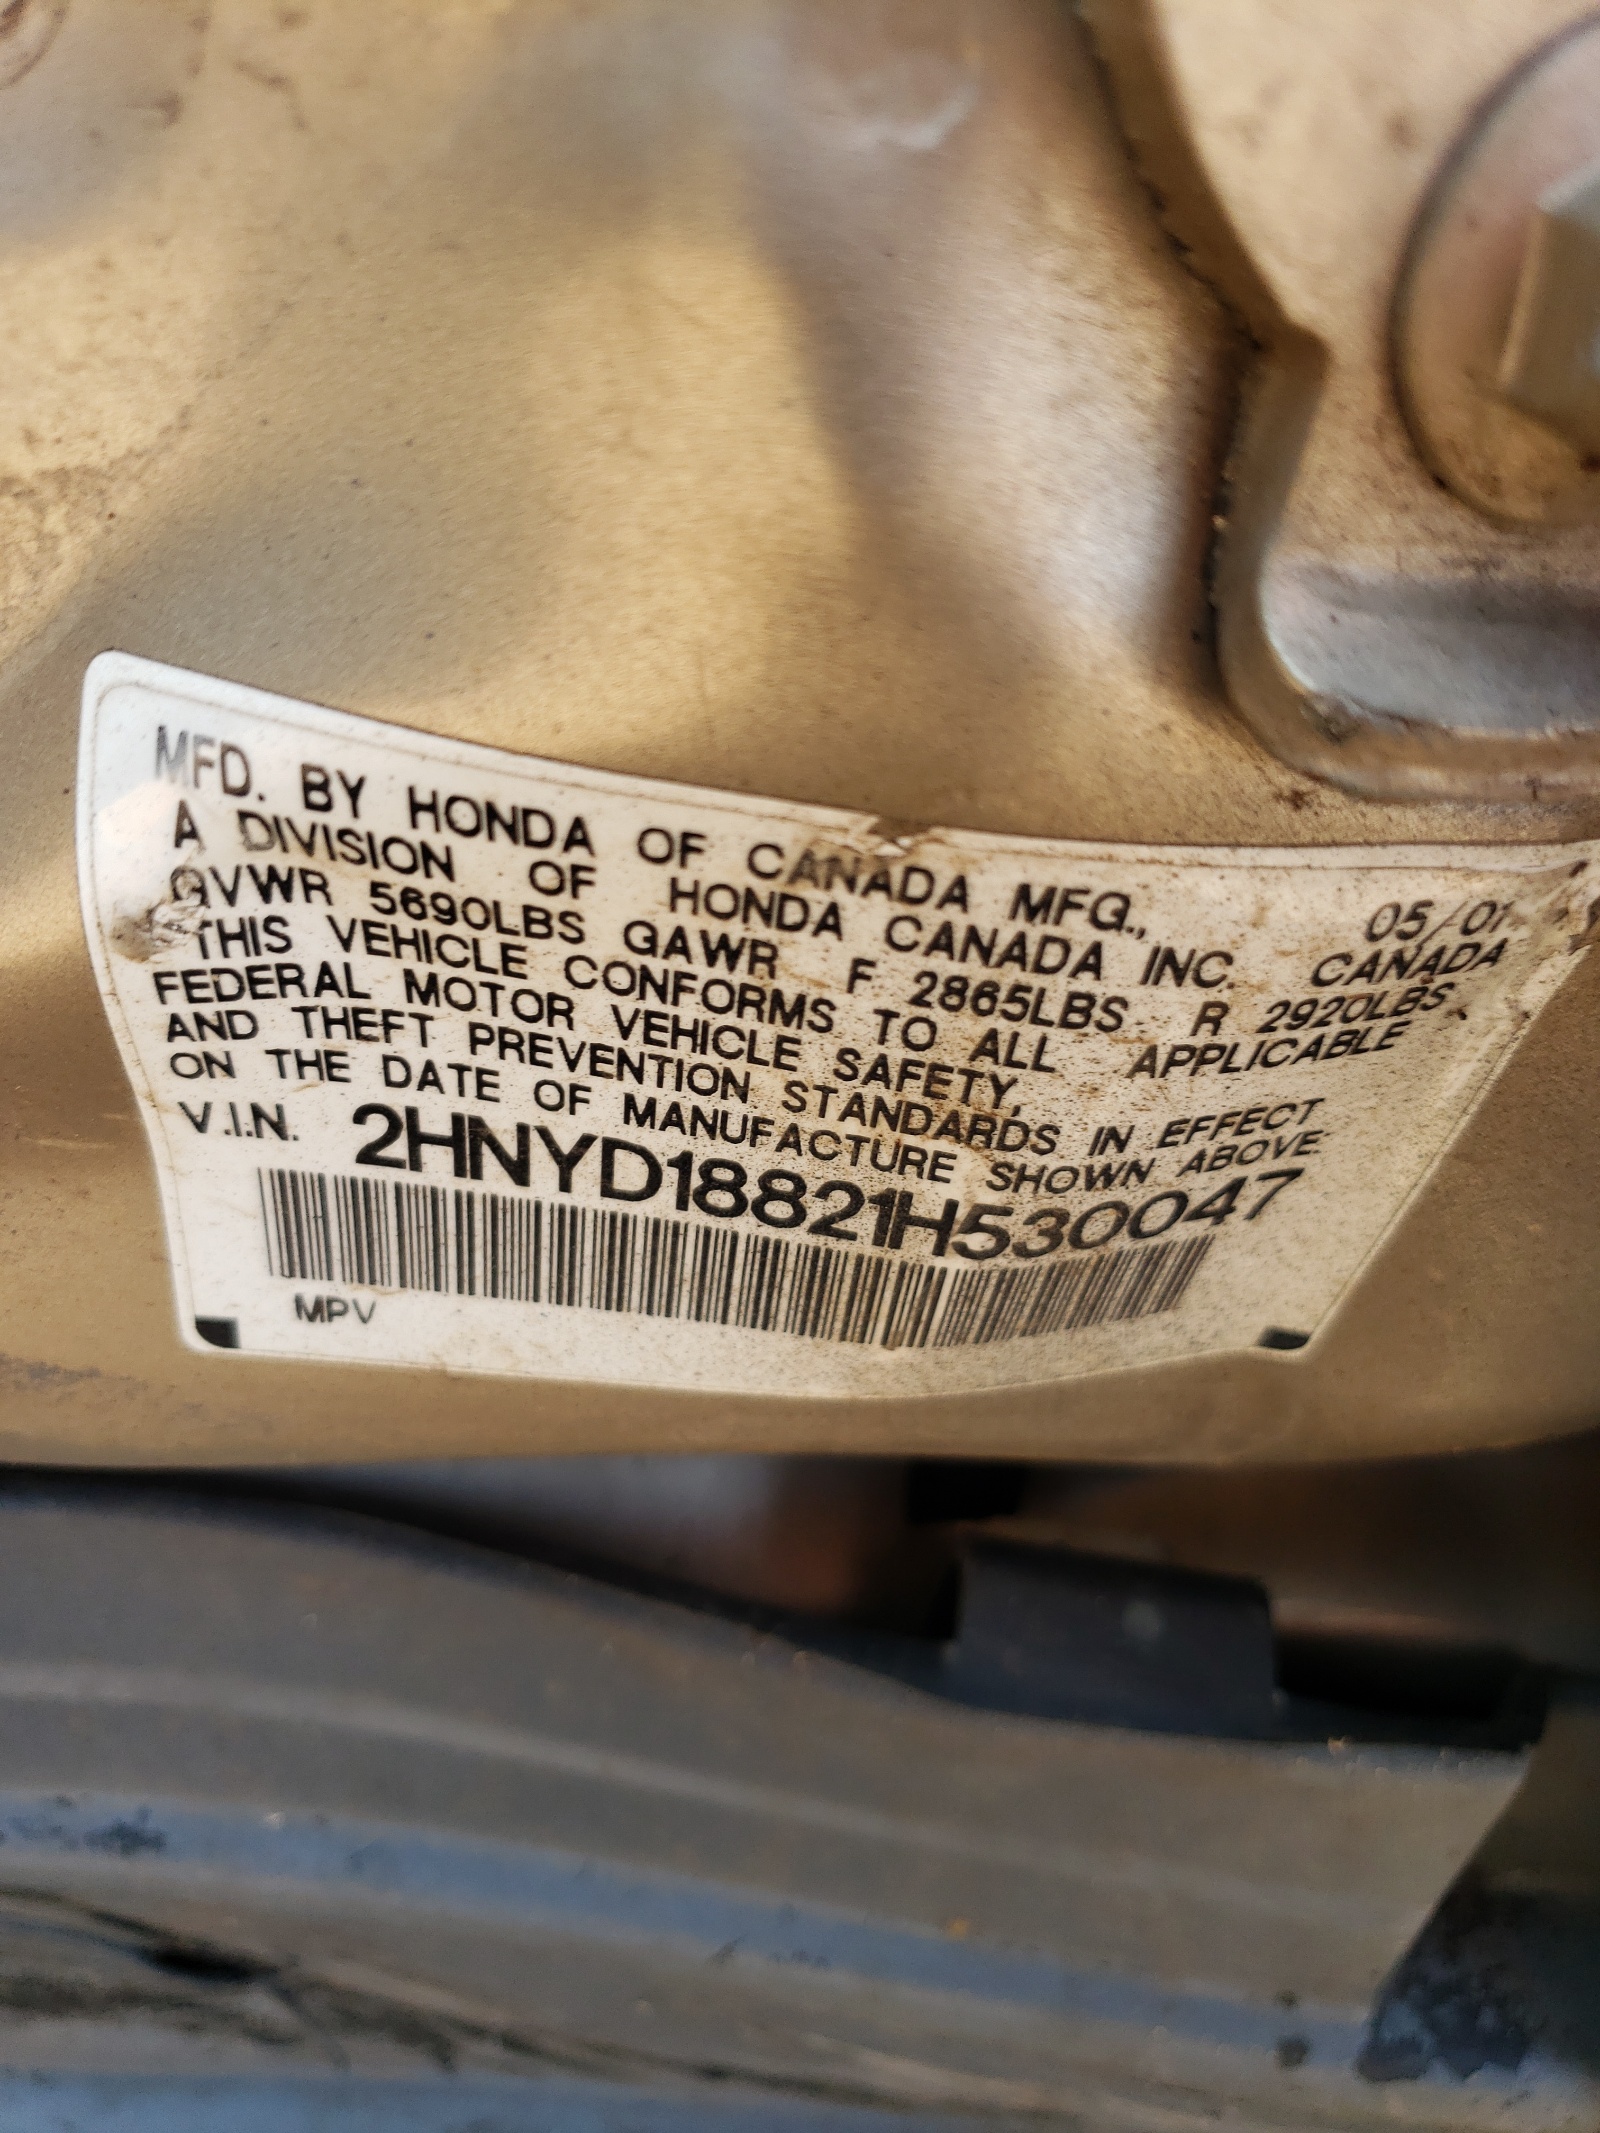 MFD. BY HONDA OF CANADA MFG., 05/01
A DIVISION OF HONDA CANADA INC. CANADA
GVWR 5690LBS GAWR F 2865LBS R 2920LBS
THIS VEHICLE CONFORMS TO ALL APPLICABLE
FEDERAL MOTOR VEHICLE SAFETY,
AND THEFT PREVENTION STANDARDS IN EFFECT
ON THE DATE OF MANUFACTURE SHOWN ABOVE.
V.I.N. 2HNYD18821H530047
MPV